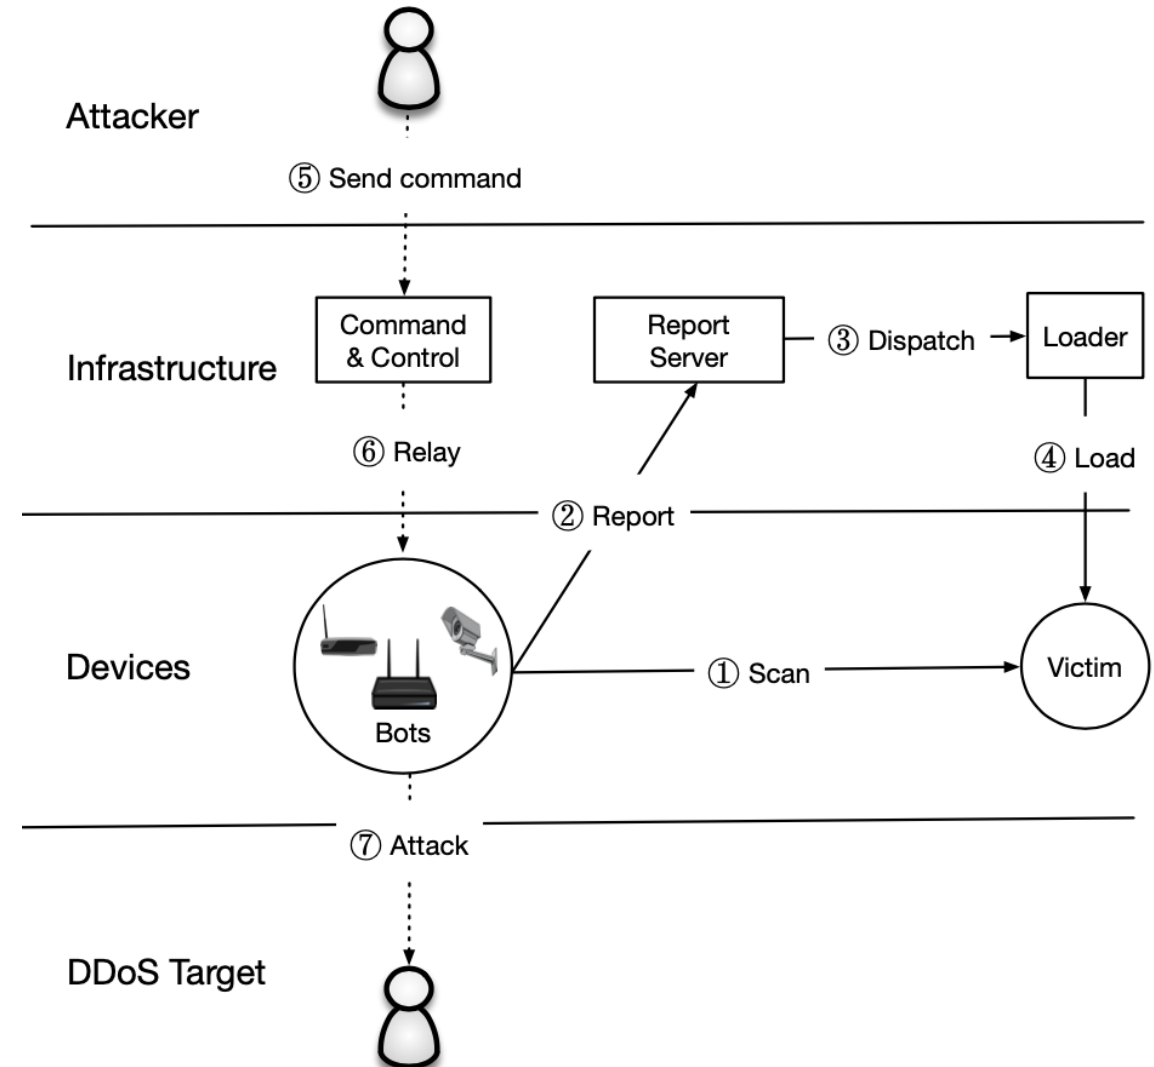 Attacker
⑤ Send command
Infrastructure
Command
& Control
Report
Server
③ Dispatch
Loader
⑥ Relay
④ Load
② Report
Devices
Bots
① Scan
Victim
⑦ Attack
DDoS Target